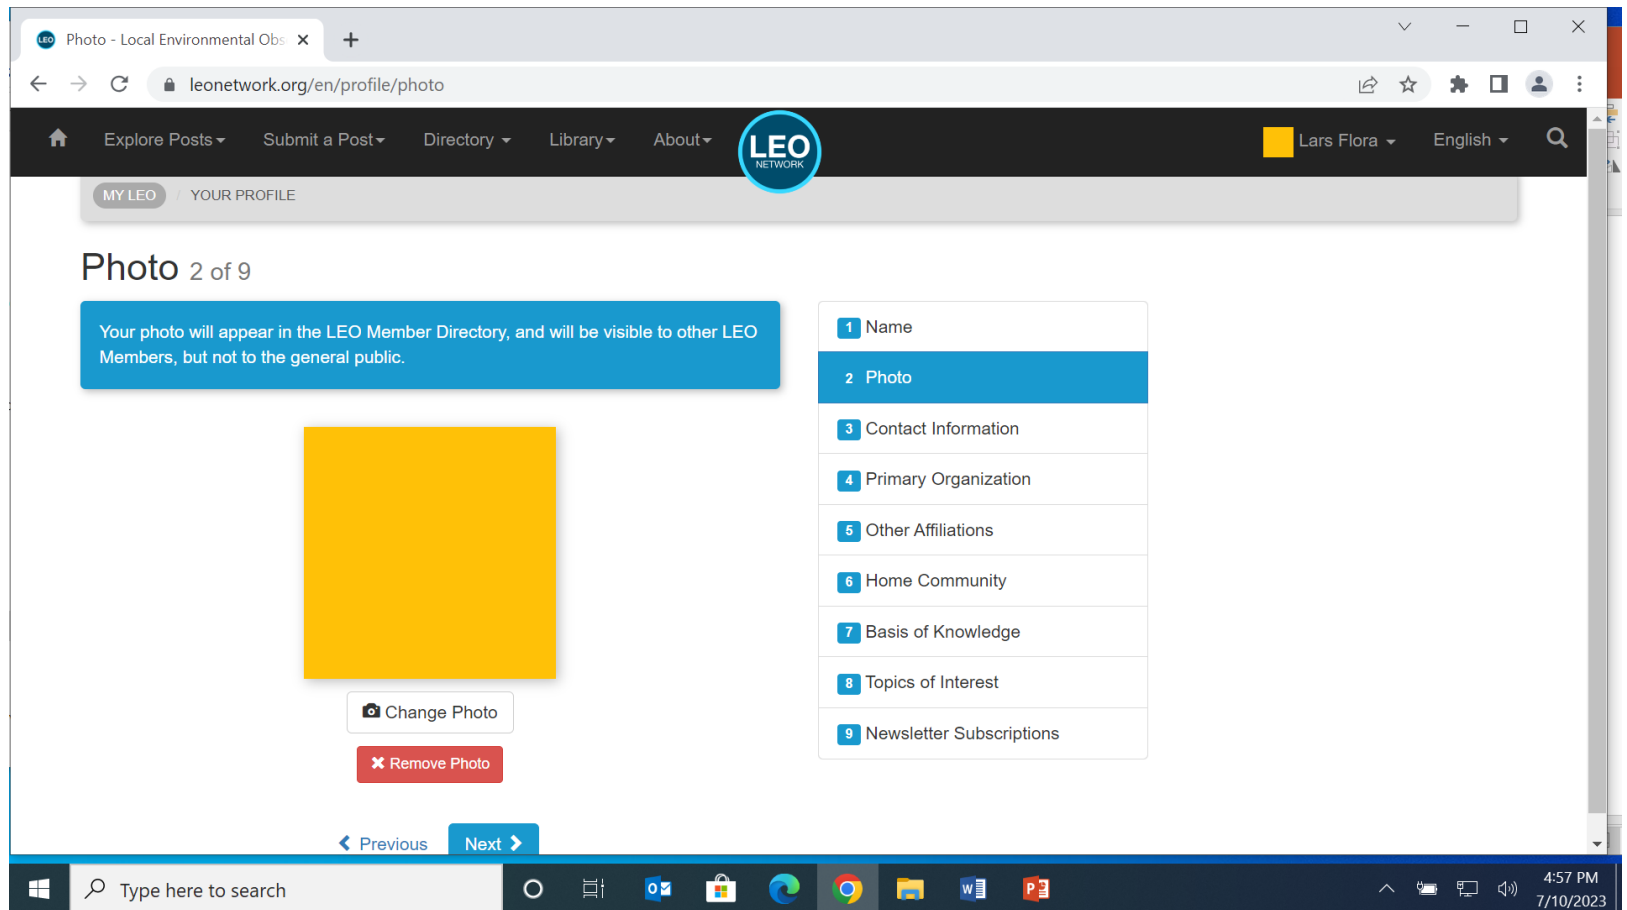 LEO
Photo - Local Environmental Obs
leonetwork.org/en/profile/photo
Explore Posts
Submit a Post
Directory
Library
About
LEO
NETWORK
Lars Flora
English
MY LEO / YOUR PROFILE
Photo 2 of 9
Your photo will appear in the LEO Member Directory, and will be visible to other LEO
Members, but not to the general public.
Change Photo
Remove Photo
Previous
Next
1 Name
2 Photo
3 Contact Information
4 Primary Organization
5 Other Affiliations
6 Home Community
7 Basis of Knowledge
8 Topics of Interest
9 Newsletter Subscriptions
Type here to search
4:57 PM
7/10/2023